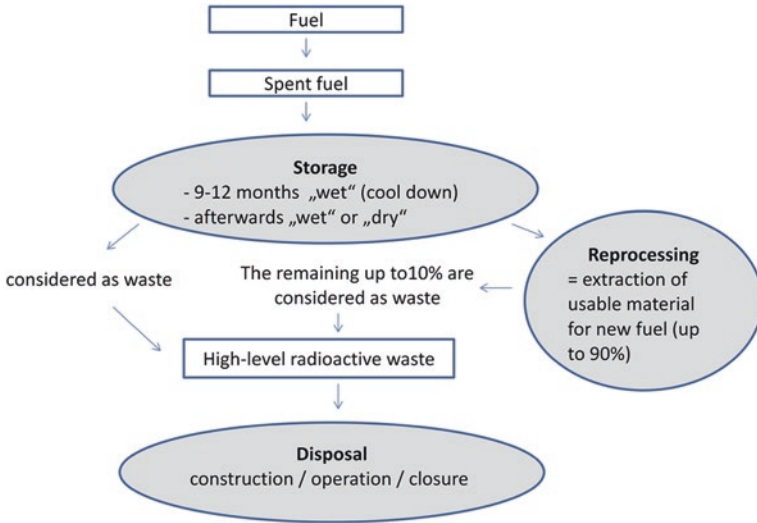 Fuel
Spent fuel
Storage
- 9-12 months „wet“ (cool down)
- afterwards „wet“ or „dry“
considered as waste
The remaining up to10% are
considered as waste
Reprocessing
= extraction of
usable material
for new fuel (up
to 90%)
High-level radioactive waste
Disposal
construction / operation / closure